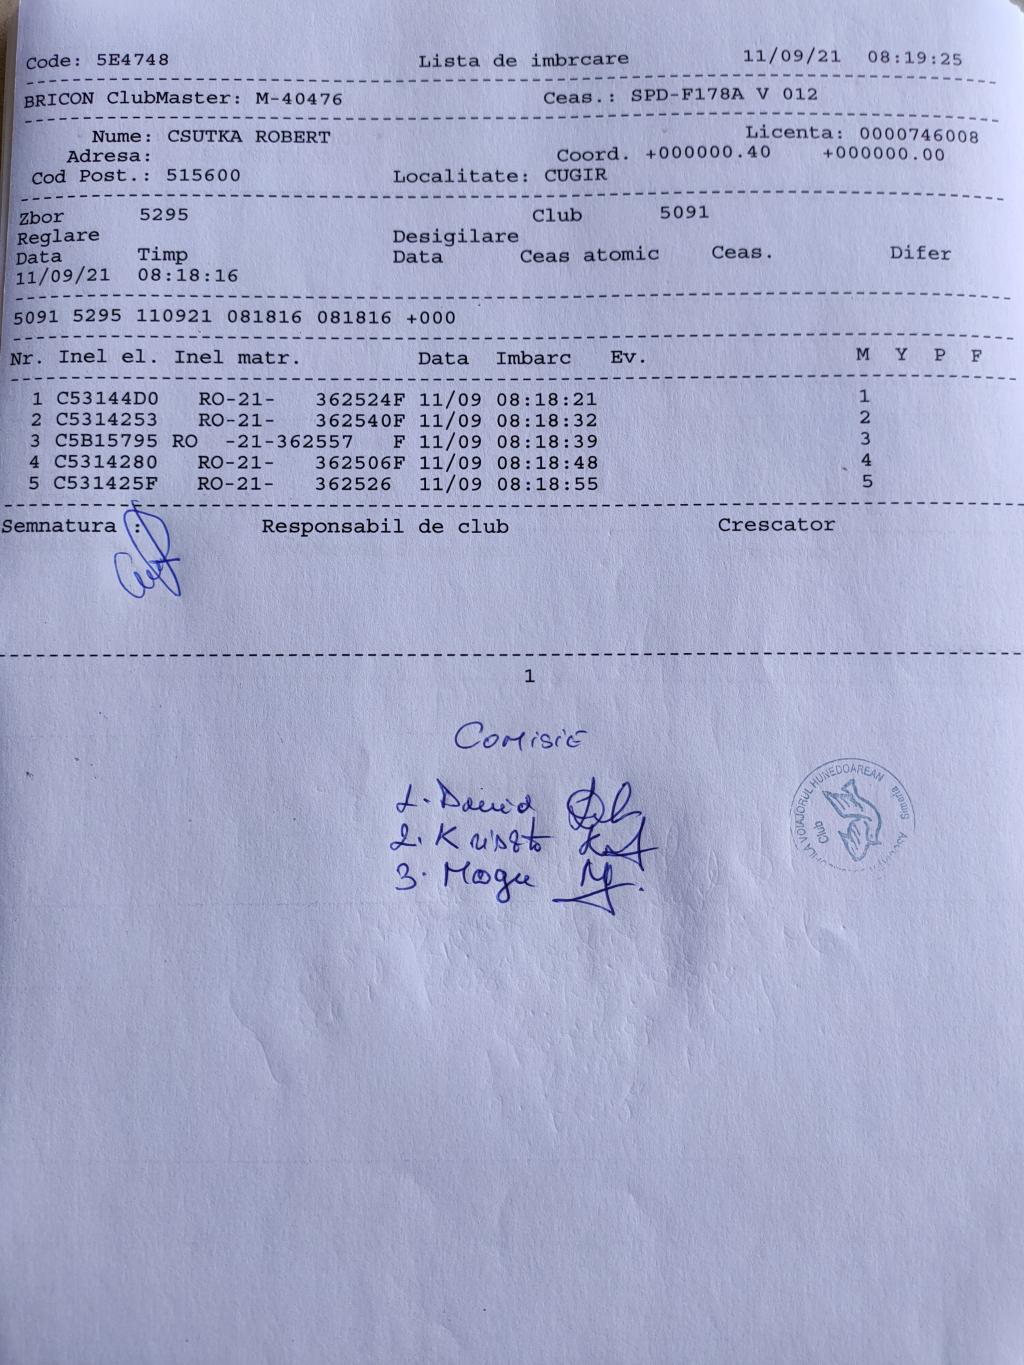 Code: 5E4748 Lista de imbrcare 11/09/21 08:19:25
BRICON ClubMaster: M-40476 Ceas.: SPD-F178A V 012
Nume: CSUTKA ROBERT Licenta: 0000746008
Adresa: Coord. +000000.40 +000000.00
Cod Post.: 515600 Localitate: CUGIR
Zbor 5295 Club 5091
Reglare Desigilare
Data Timp Data Ceas atomic Ceas. Difer
11/09/21 08:18:16
5091 5295 110921 081816 081816 +000
Nr. Inel el. Inel matr. Data Imbarc Ev. M Y P F
1 C53144D0 RO-21- 362524F 11/09 08:18:21 1
2 C5314253 RO-21- 362540F 11/09 08:18:32 2
3 C5B15795 RO -21-362557 F 11/09 08:18:39 3
4 C5314280 RO-21- 362506F 11/09 08:18:48 4
5 C531425F RO-21- 362526 11/09 08:18:55 5
Semnatura : Responsabil de club Crescator
1
Comisie
1. David
2. Kriszto
3. Mogu
VOIAJORUL HUNEDOREAN
Club
Simeria